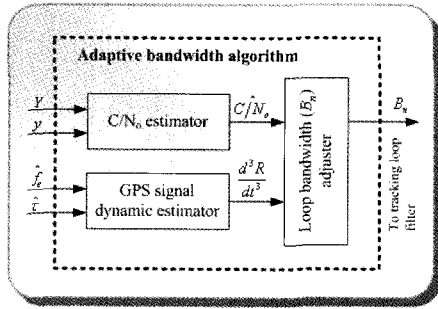 Adaptive bandwidth algorithm
Y
y
C/N₀ estimator
Ĉ/N₀
f̂ₑ
τ̂
GPS signal
dynamic estimator
d³R
dt³
Loop bandwidth (Bₙ)
adjuster
Bₙ
To tracking loop
filter